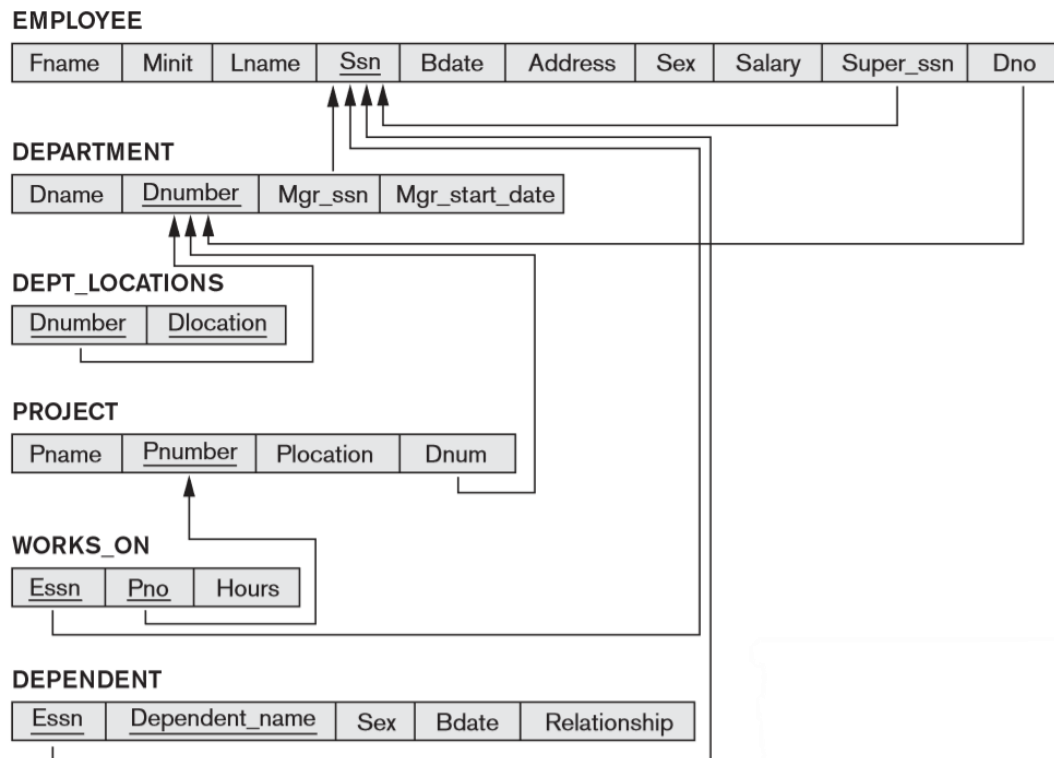 EMPLOYEE
Fname Minit Lname Ssn Bdate Address Sex Salary Super_ssn Dno
DEPARTMENT
Dname Dnumber Mgr_ssn Mgr_start_date
DEPT_LOCATIONS
Dnumber Dlocation
PROJECT
Pname Pnumber Plocation Dnum
WORKS_ON
Essn Pno Hours
DEPENDENT
Essn Dependent_name Sex Bdate Relationship